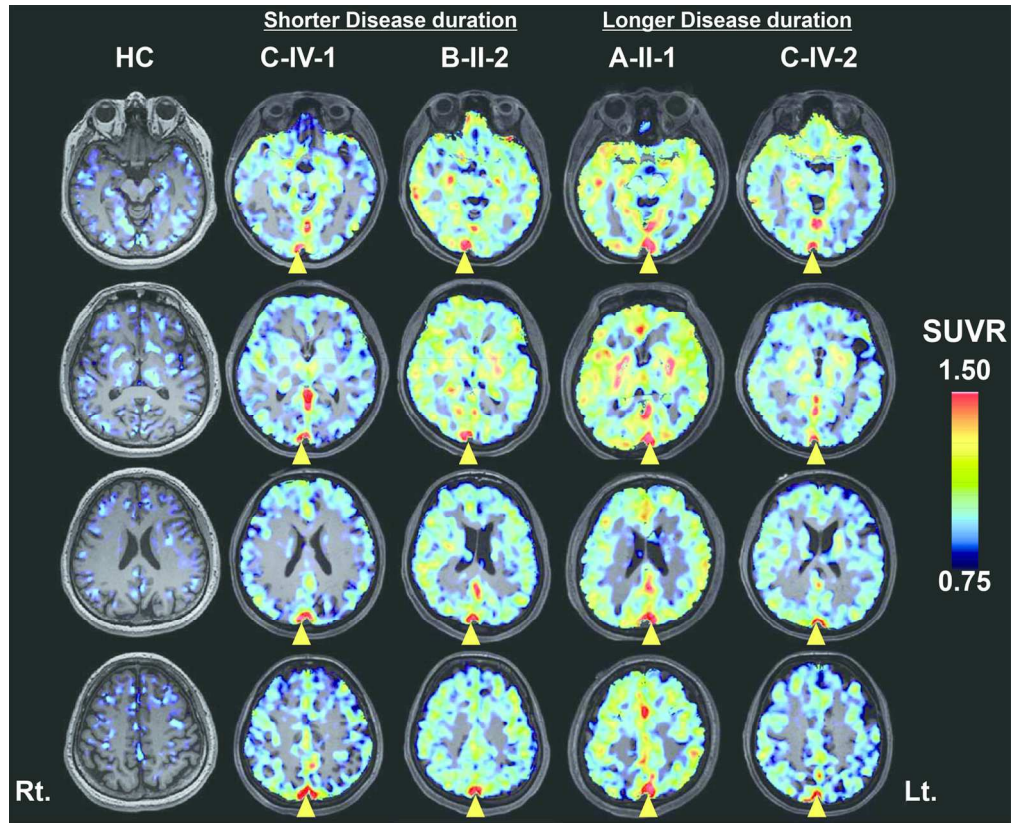 Shorter Disease duration Longer Disease duration
HC C-IV-1 B-II-2 A-II-1 C-IV-2
SUVR
1.50
0.75
Rt. Lt.